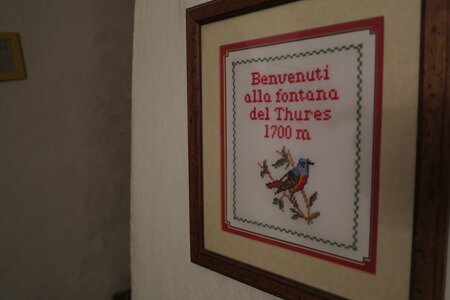 Benvenuti
alla fontana
del Thures
1700 m